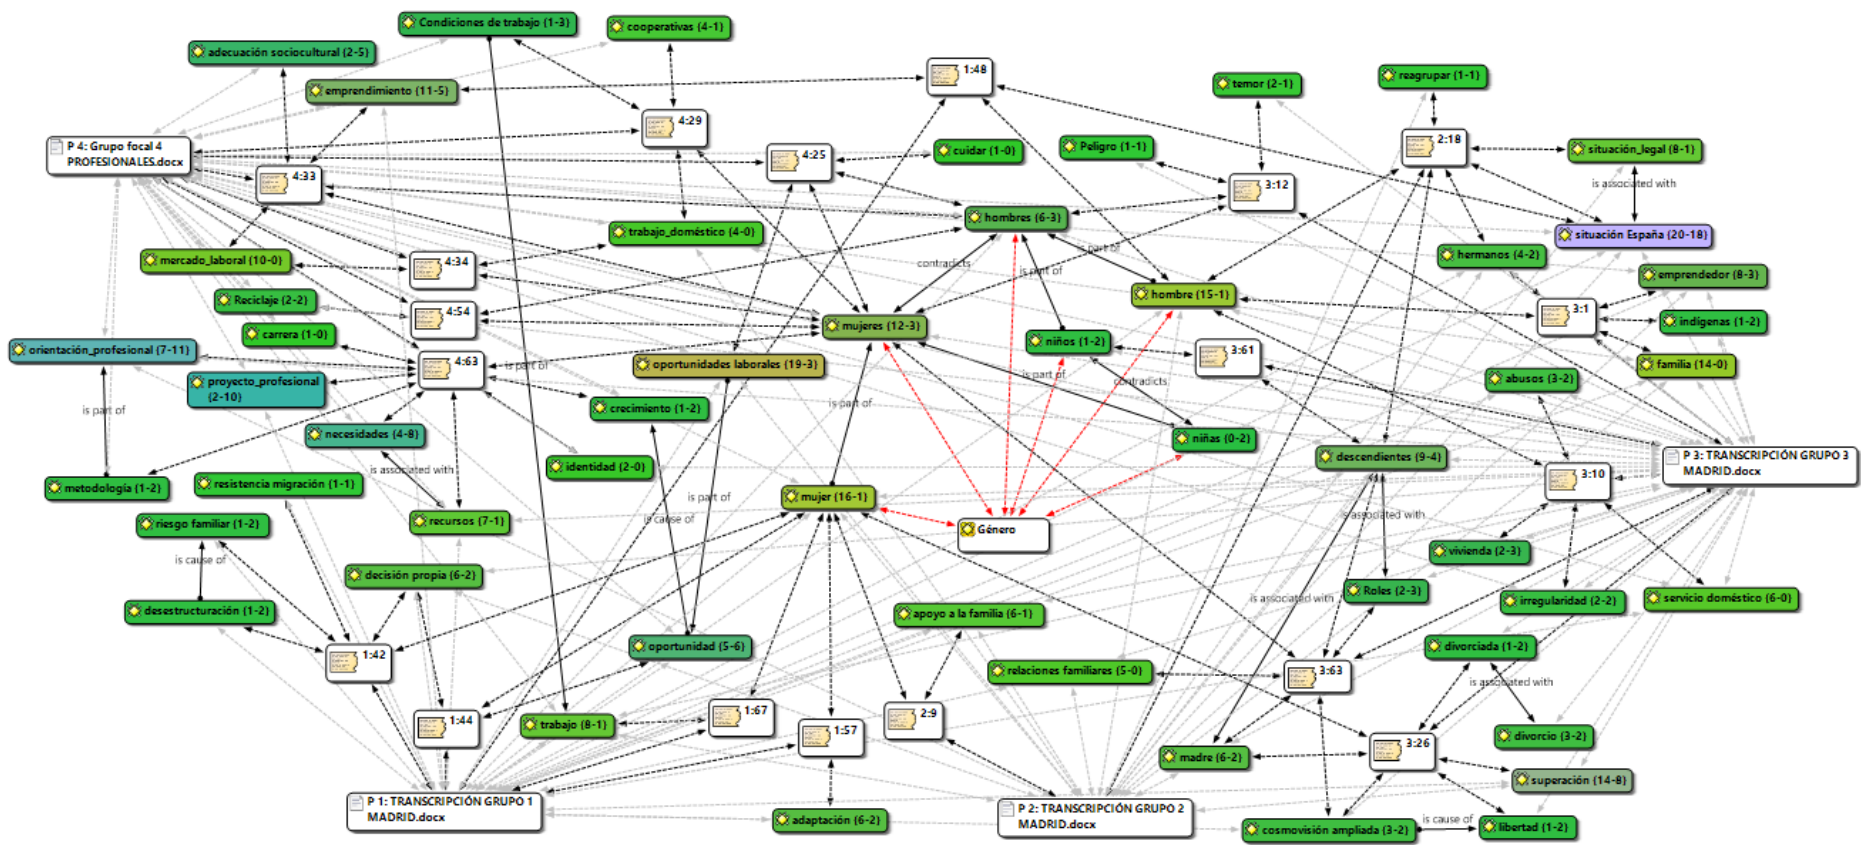 Condiciones de trabajo (1-3)
cooperativas (4-1)
adecuación sociocultural (2-5)
emprendimiento (11-5)
1:48
temor (2-1)
reagrupar (1-1)
4:29
2:18
P 4: Grupo focal 4
PROFESIONALES.docx
4:25
cuidar (1-0)
Peligro (1-1)
situación_legal (8-1)
4:33
3:12
is associated with
hombres (6-3)
trabajo_doméstico (4-0)
situación España (20-18)
mercado_laboral (10-0)
4:34
contradicts
is part of
is part of
hermanos (4-2)
emprendedor (8-3)
Reciclaje (2-2)
4:54
hombre (15-1)
3:1
carrera (1-0)
mujeres (12-3)
niños (1-2)
indígenas (1-2)
orientación_profesional (7-11)
4:63
is part of
oportunidades laborales (19-3)
3:61
familia (14-0)
proyecto_profesional
(2-10)
is part of
contradicts
abusos (3-2)
is part of
crecimiento (1-2)
is part of
necesidades (4-8)
niñas (0-2)
identidad (2-0)
descendientes (9-4)
P 3: TRANSCRIPCIÓN GRUPO 3
MADRID.docx
is associated with
metodología (1-2)
resistencia migración (1-1)
3:10
is part of
mujer (16-1)
riesgo familiar (1-2)
recursos (7-1)
is cause of
is associated with
Género
is cause of
vivienda (2-3)
decisión propia (6-2)
Roles (2-3)
is associated with
irregularidad (2-2)
servicio doméstico (6-0)
desestructuración (1-2)
apoyo a la familia (6-1)
oportunidad (5-6)
divorciada (1-2)
1:42
relaciones familiares (5-0)
3:63
is associated with
1:44
trabajo (8-1)
1:67
1:57
2:9
divorcio (3-2)
madre (6-2)
3:26
superación (14-8)
P 1: TRANSCRIPCIÓN GRUPO 1
MADRID.docx
P 2: TRANSCRIPCIÓN GRUPO 2
MADRID.docx
adaptación (6-2)
cosmovisión ampliada (3-2)
is cause of
libertad (1-2)